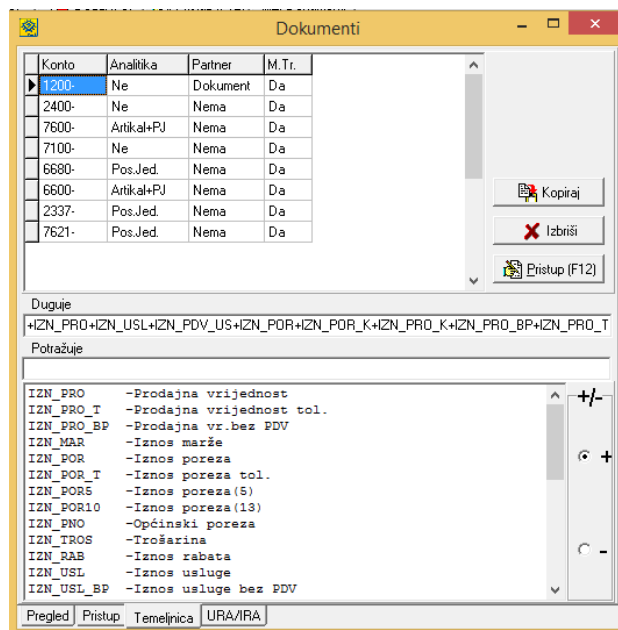 Dokumenti
Konto Analitika Partner M.Tr.
1200- Ne Dokument Da
2400- Ne Nema Da
7600- Artikal+PJ Nema Da
7100- Ne Nema Da
6680- Pos.Jed. Nema Da
6600- Artikal+PJ Nema Da
2337- Pos.Jed. Nema Da
7621- Pos.Jed. Nema Da
Kopiraj
Izbriši
Pristup (F12)
Duguje
+IZN_PRO+IZN_USL+IZN_PDV_US+IZN_POR+IZN_POR_K+IZN_PRO_K+IZN_PRO_BP+IZN_PRO_T
Potražuje
IZN_PRO -Prodajna vrijednost
IZN_PRO_T -Prodajna vrijednost tol.
IZN_PRO_BP -Prodajna vr.bez PDV
IZN_MAR -Iznos marže
IZN_POR -Iznos poreza
IZN_POR_T -Iznos poreza tol.
IZN_POR5 -Iznos poreza(5)
IZN_POR10 -Iznos poreza(13)
IZN_PNO -Općinski poreza
IZN_TROS -Trošarina
IZN_RAB -Iznos rabata
IZN_USL -Iznos usluge
IZN_USL_BP -Iznos usluge bez PDV
+/-
+
-
Pregled Pristup Temeljnica URA/IRA